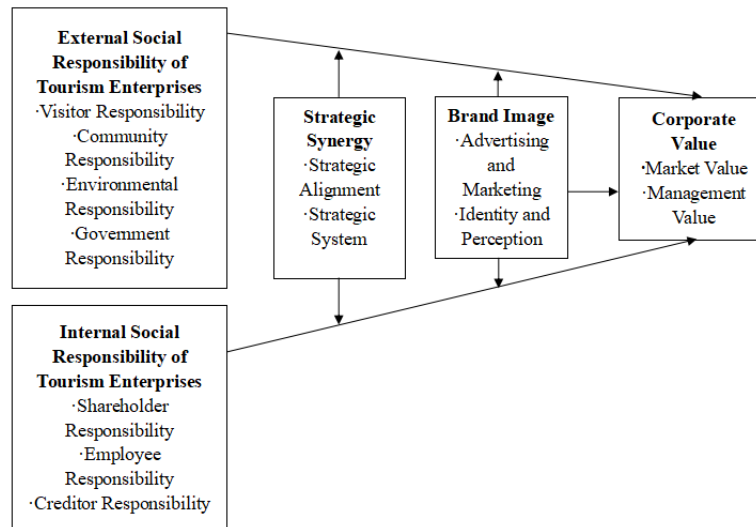 External Social
Responsibility of
Tourism Enterprises
·Visitor Responsibility
·Community
Responsibility
·Environmental
Responsibility
·Government
Responsibility
Strategic
Synergy
·Strategic
Alignment
·Strategic
System
Brand Image
·Advertising
and
Marketing
·Identity and
Perception
Corporate
Value
·Market Value
·Management
Value
Internal Social
Responsibility of
Tourism Enterprises
·Shareholder
Responsibility
·Employee
Responsibility
·Creditor Responsibility